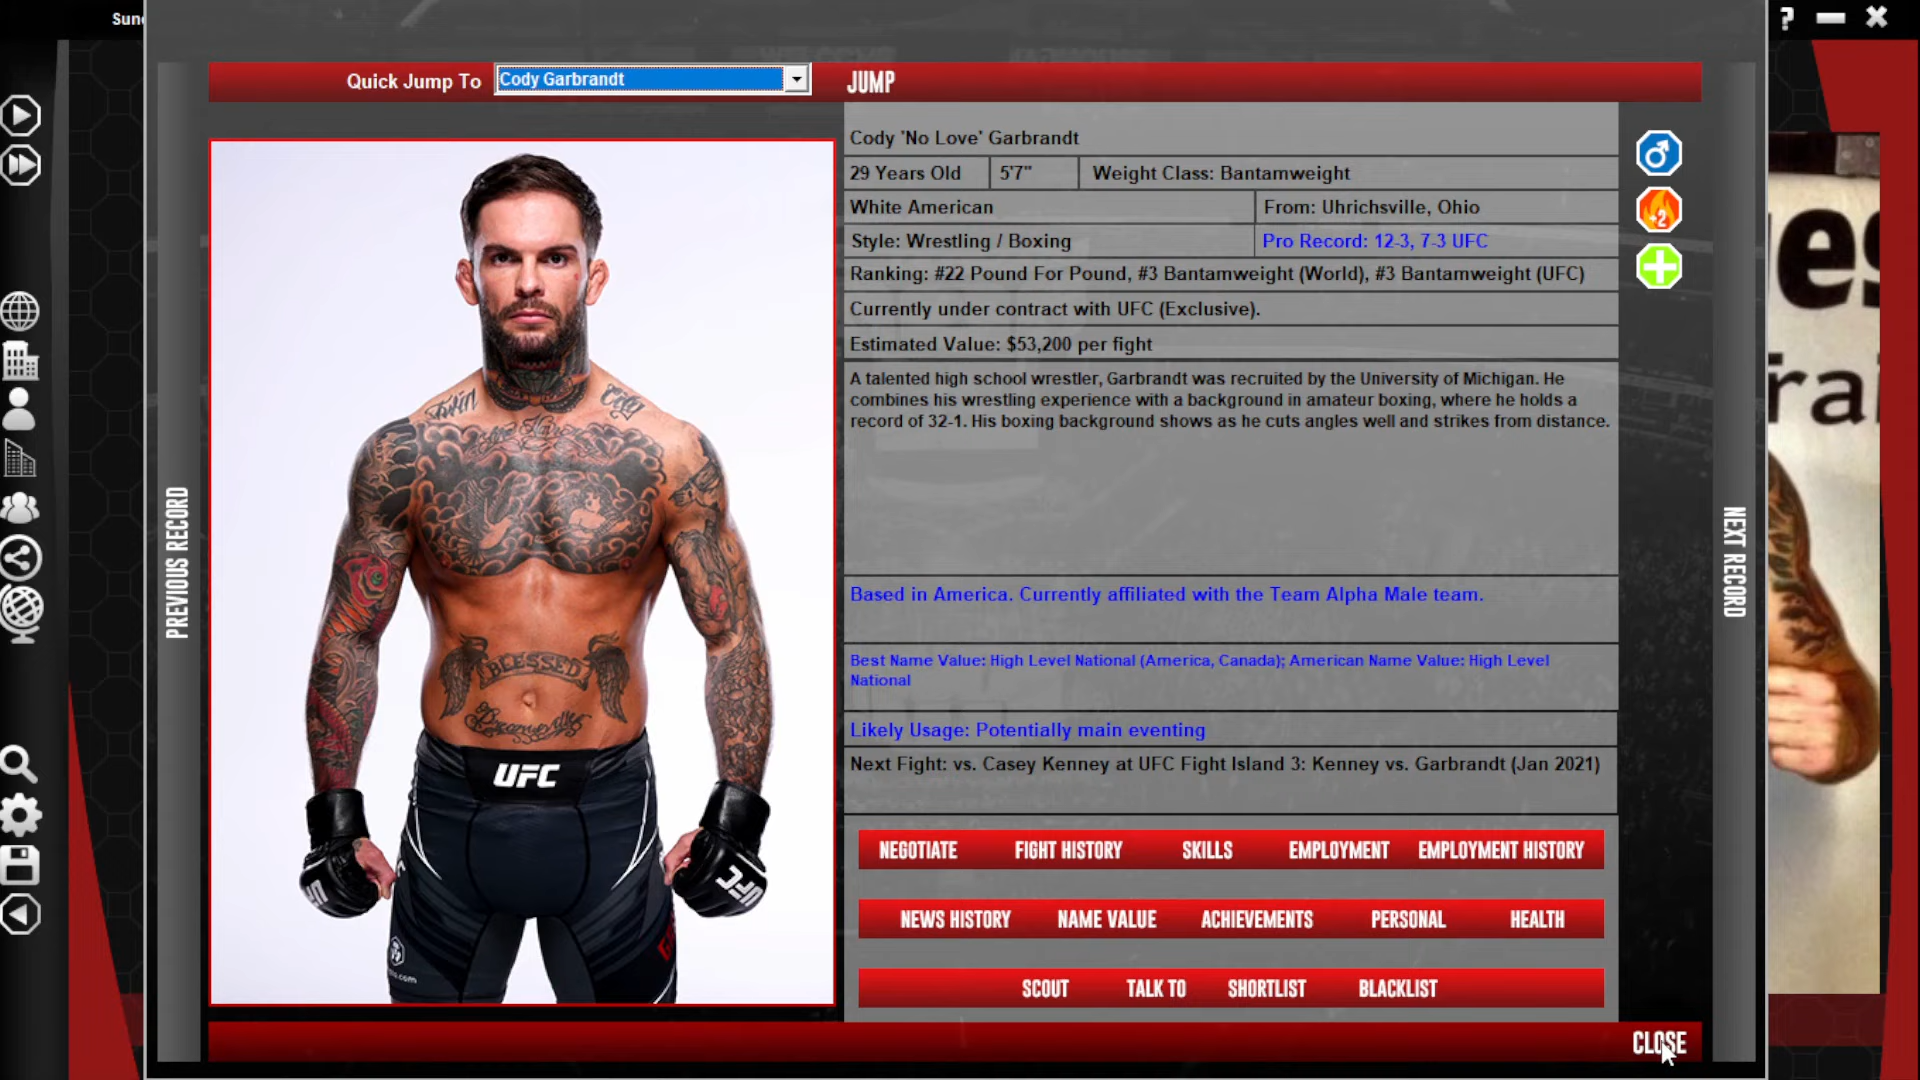 Sun
Quick Jump To
Cody Garbrandt
JUMP
Cody 'No Love' Garbrandt
29 Years Old
5'7"
Weight Class: Bantamweight
White American
From: Uhrichsville, Ohio
Style: Wrestling / Boxing
Pro Record: 12-3, 7-3 UFC
Ranking: #22 Pound For Pound, #3 Bantamweight (World), #3 Bantamweight (UFC)
Currently under contract with UFC (Exclusive).
Estimated Value: $53,200 per fight
A talented high school wrestler, Garbrandt was recruited by the University of Michigan. He
combines his wrestling experience with a background in amateur boxing, where he holds a
record of 32-1. His boxing background shows as he cuts angles well and strikes from distance.
Based in America. Currently affiliated with the Team Alpha Male team.
Best Name Value: High Level National (America, Canada); American Name Value: High Level
National
Likely Usage: Potentially main eventing
Next Fight: vs. Casey Kenney at UFC Fight Island 3: Kenney vs. Garbrandt (Jan 2021)
NEGOTIATE
FIGHT HISTORY
SKILLS
EMPLOYMENT
EMPLOYMENT HISTORY
NEWS HISTORY
NAME VALUE
ACHIEVEMENTS
PERSONAL
HEALTH
SCOUT
TALK TO
SHORTLIST
BLACKLIST
CLOSE
PREVIOUS RECORD
NEXT RECORD
+2
?
BLESSED
UFC
UFC
.com
es
rai